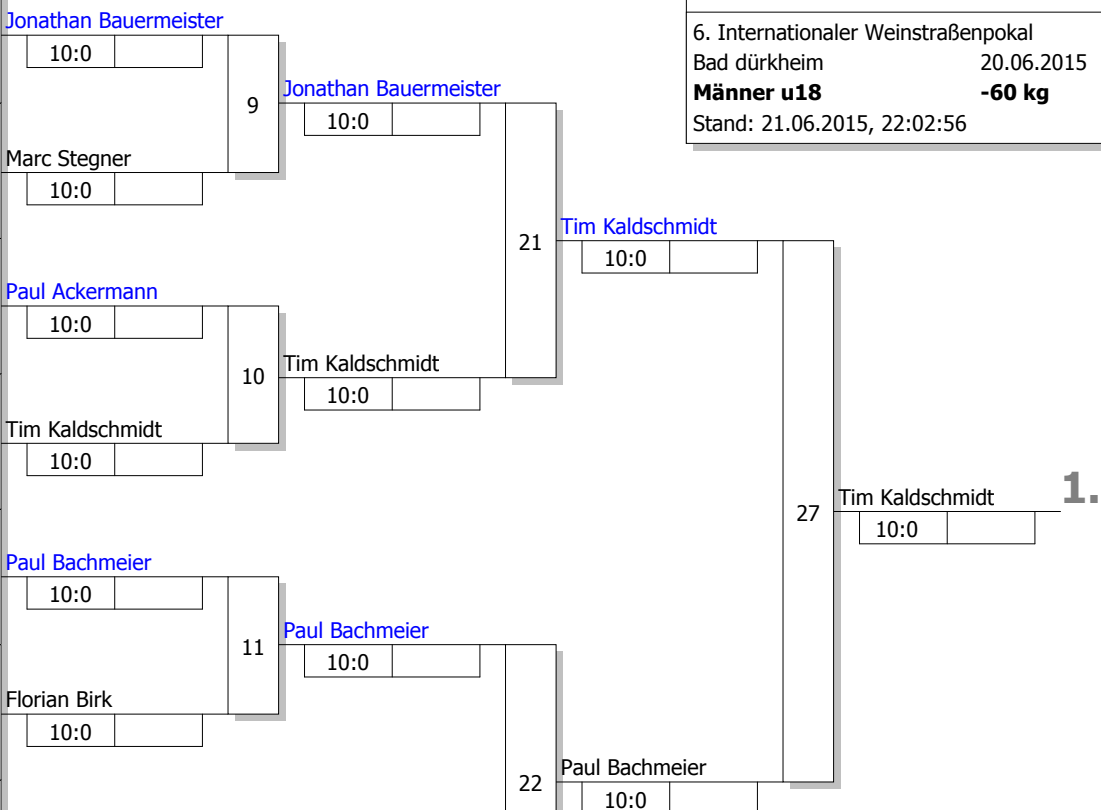 6. Internationaler Weinstraßenpokal
Bad dürkheim 20.06.2015
Männer u18 -60 kg
Stand: 21.06.2015, 22:02:56
Jonathan Bauermeister
10:0
9
Marc Stegner
10:0
Jonathan Bauermeister
10:0
21
Paul Ackermann
10:0
10
Tim Kaldschmidt
10:0
Tim Kaldschmidt
10:0
Tim Kaldschmidt
10:0
27
Tim Kaldschmidt 1.
10:0
Paul Bachmeier
10:0
11
Florian Birk
10:0
Paul Bachmeier
10:0
22
Paul Bachmeier
10:0